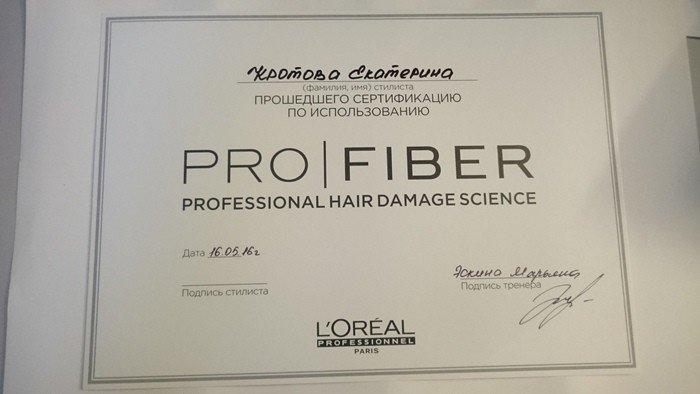 Кротова Екатерина
(фамилия, имя) стилиста
ПРОШЕДШЕГО СЕРТИФИКАЦИЮ
ПО ИСПОЛЬЗОВАНИЮ
PRO|FIBER
PROFESSIONAL HAIR DAMAGE SCIENCE
Дата 16.05.16г
Подпись стилиста
Марьяна
Подпись тренера
L'ORÉAL
PROFESSIONNEL
PARIS